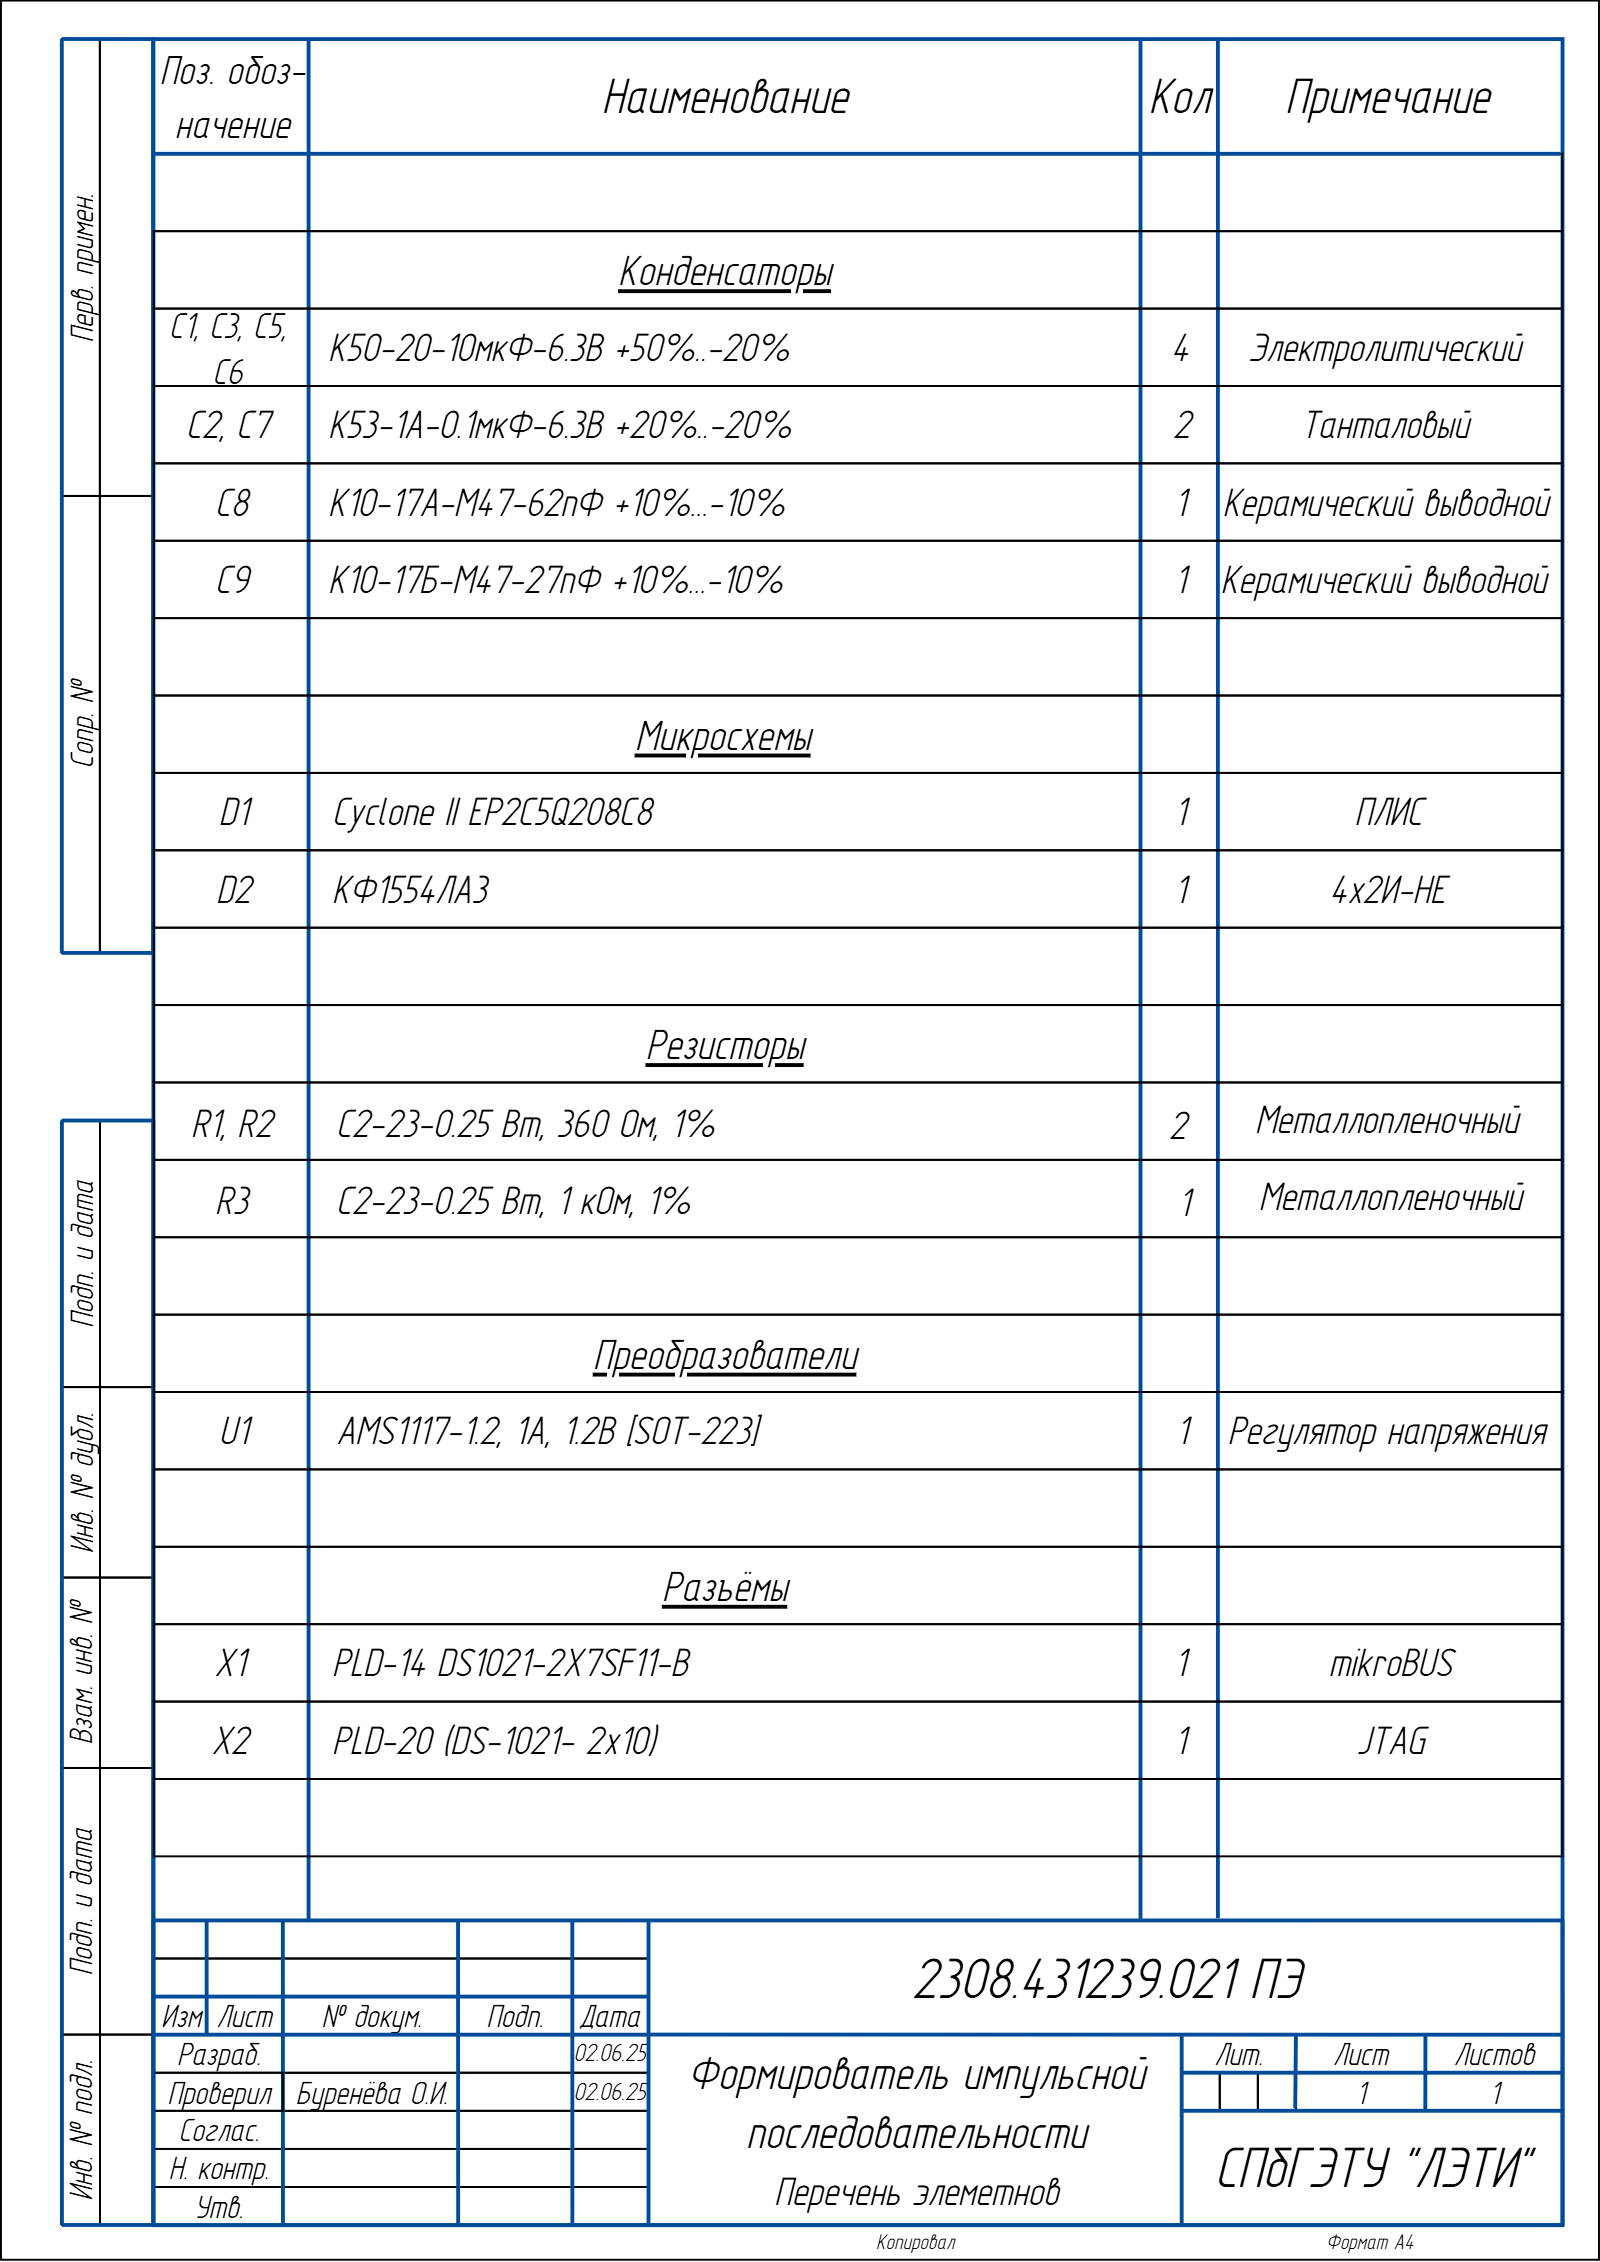 Поз. обоз-
начение
Наименование
Кол
Примечание
Конденсаторы
С1, С3, С5,
С6
К50-20-10мкФ-6.3В +50%..-20%
4
Электролитический
С2, С7
К53-1А-0.1мкФ-6.3В +20%..-20%
2
Танталовый
С8
К10-17А-М47-62пФ +10%...-10%
1
Керамический выводной
С9
К10-17Б-М47-27пФ +10%...-10%
1
Керамический выводной
Микросхемы
D1
Cyclone II EP2C5Q208C8
1
ПЛИС
D2
КФ1554ЛА3
1
4х2И-НЕ
Резисторы
R1, R2
С2-23-0.25 Вт, 360 Ом, 1%
2
Металлопленочный
R3
С2-23-0.25 Вт, 1 кОм, 1%
1
Металлопленочный
Преобразователи
U1
AMS1117-1.2, 1А, 1.2В [SOT-223]
1
Регулятор напряжения
Разъёмы
X1
PLD-14 DS1021-2X7SF11-B
1
mikroBUS
X2
PLD-20 (DS-1021- 2x10)
1
JTAG
Перв. примен.
Сопр. №
Подп. и дата
Инв. № дубл.
Взам. инв. №
Подп. и дата
Инв. № подл.
2308.431239.021 ПЭ
Изм
Лист
№ докум.
Подп.
Дата
Разраб.
02.06.25
Проверил
Буренёва О.И.
02.06.25
Соглас.
Н. контр.
Утв.
Формирователь импульсной
последовательности
Перечень элеметнов
Лит.
Лист
Листов
1
1
СПбГЭТУ "ЛЭТИ"
Копировал
Формат А4